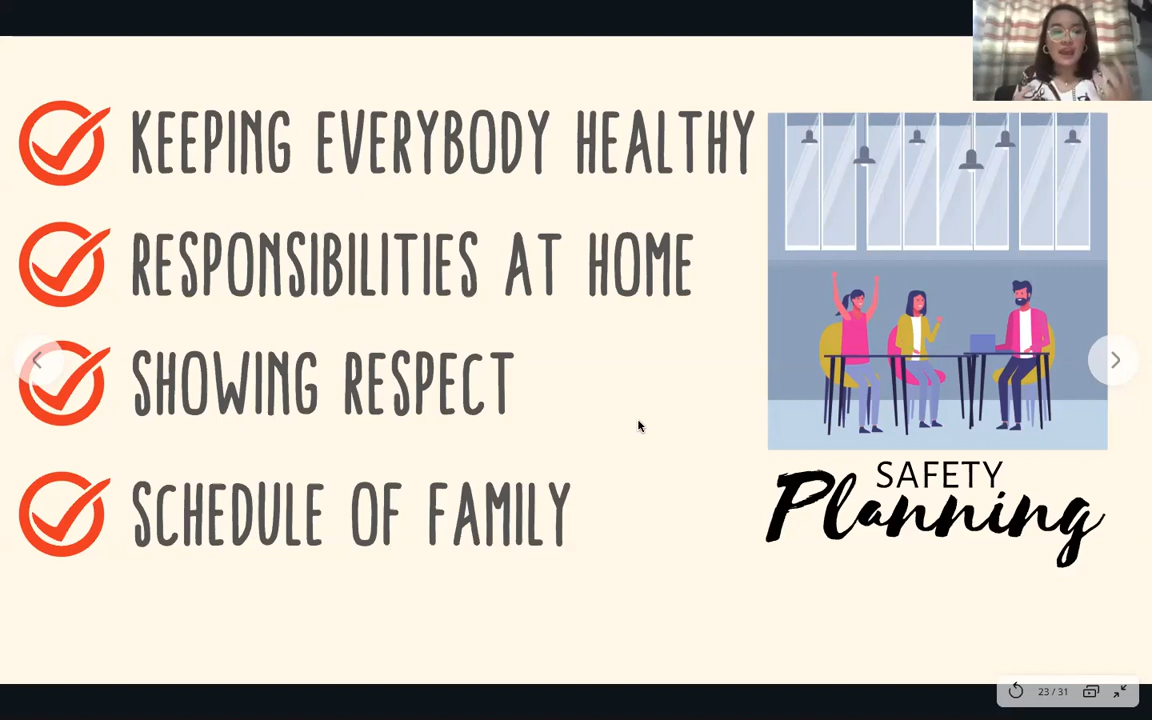 KEEPING EVERYBODY HEALTHY
RESPONSIBILITIES AT HOME
SHOWING RESPECT
SCHEDULE OF FAMILY
SAFETY
Planning
23 / 31